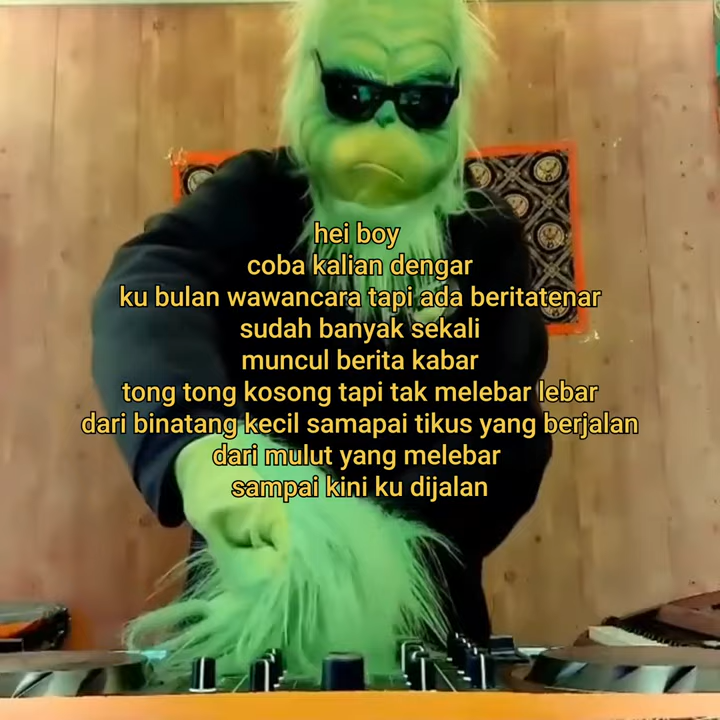 hei boy
coba kalian dengar
ku bulan wawancara tapi ada beritatenar
sudah banyak sekali
muncul berita kabar
tong tong kosong tapi tak melebar lebar
dari binatang kecil samapai tikus yang berjalan
dari mulut yang melebar
sampai kini ku dijalan